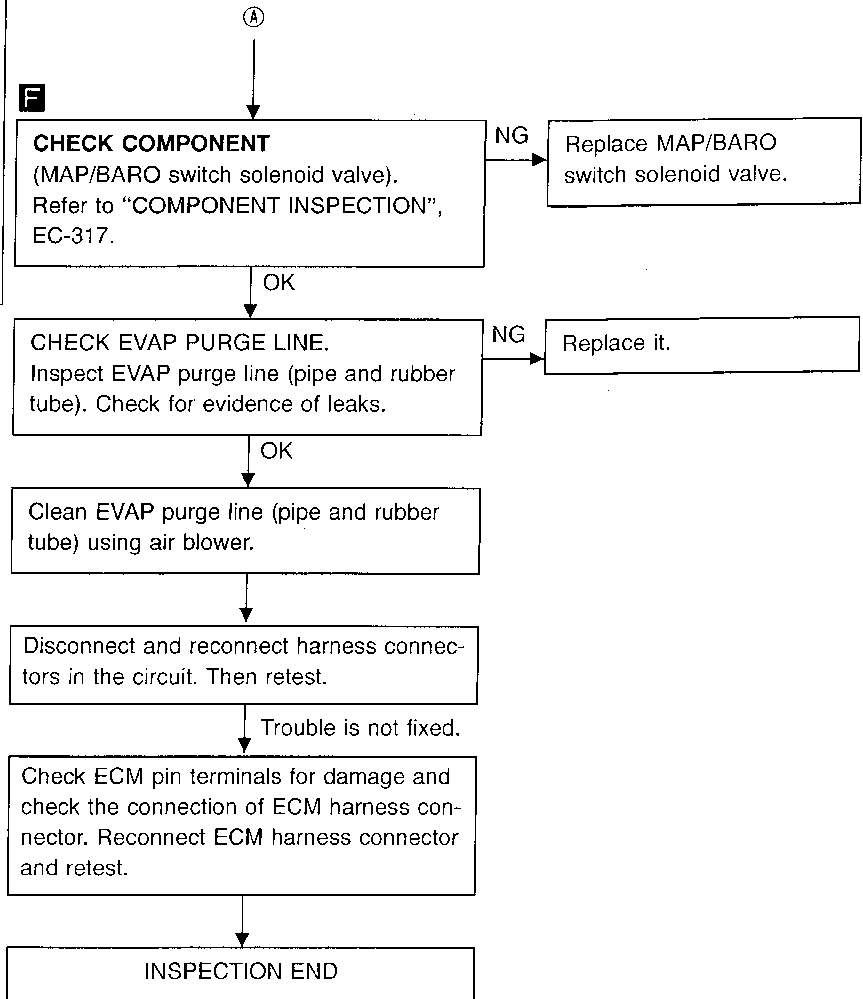 A
F
CHECK COMPONENT
(MAP/BARO switch solenoid valve).
Refer to “COMPONENT INSPECTION”,
EC-317.
NG
Replace MAP/BARO
switch solenoid valve.
OK
CHECK EVAP PURGE LINE.
Inspect EVAP purge line (pipe and rubber
tube). Check for evidence of leaks.
NG
Replace it.
OK
Clean EVAP purge line (pipe and rubber
tube) using air blower.
Disconnect and reconnect harness connec-
tors in the circuit. Then retest.
Trouble is not fixed.
Check ECM pin terminals for damage and
check the connection of ECM harness con-
nector. Reconnect ECM harness connector
and retest.
INSPECTION END